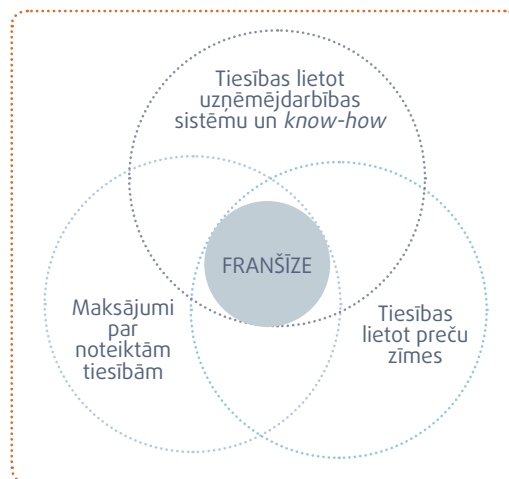 Tiesības lietot
uzņēmējdarbības
sistēmu un know-how
FRANŠĪZE
Maksājumi
par
noteiktām
tiesībām
Tiesības
lietot preču
zīmes